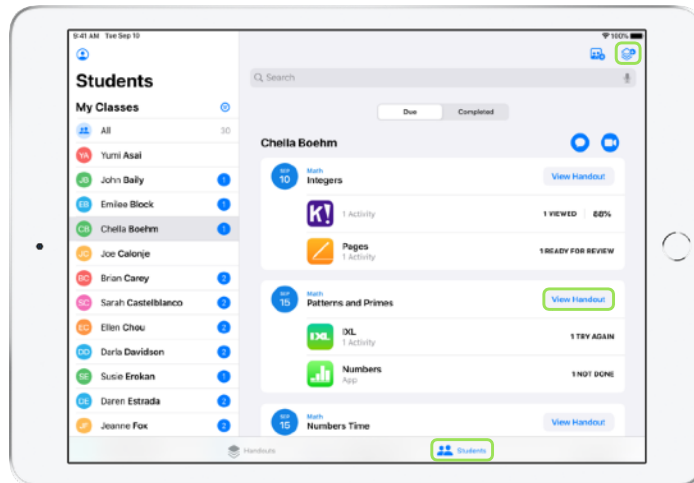 9:41 AM Tue Sep 10
100%
Students
Search
My Classes
Due
Completed
All
30
Chella Boehm
YA
Yumi Asai
SEP
10
Math
Integers
View Handout
JB
John Baily
1
EB
Emilee Block
1
K!
1 Activity
1 VIEWED
88%
CB
Chella Boehm
1
JC
Joe Calonje
Pages
1 Activity
1 READY FOR REVIEW
BC
Brian Carey
2
SC
Sarah Castelblanco
2
SEP
15
Math
Patterns and Primes
View Handout
EC
Ellen Chou
2
IXL
IXL
1 Activity
1 TRY AGAIN
DD
Darla Davidson
2
SE
Susie Erokan
1
Numbers
App
1 NOT DONE
DE
Daren Estrada
2
JF
Jeanne Fox
2
SEP
15
Math
Numbers Time
View Handout
Handouts
Students